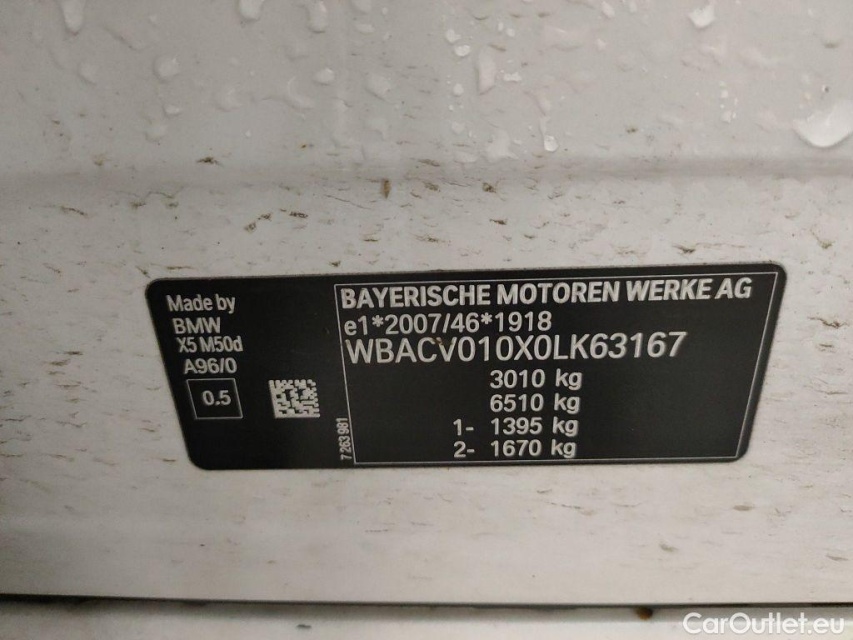 Made by
BMW
X5 M50d
A96/0
0.5
7 263 981
BAYERISCHE MOTOREN WERKE AG
e1*2007/46*1918
WBACV010X0LK63167
3010 kg
6510 kg
1- 1395 kg
2- 1670 kg
CarOutlet.eu